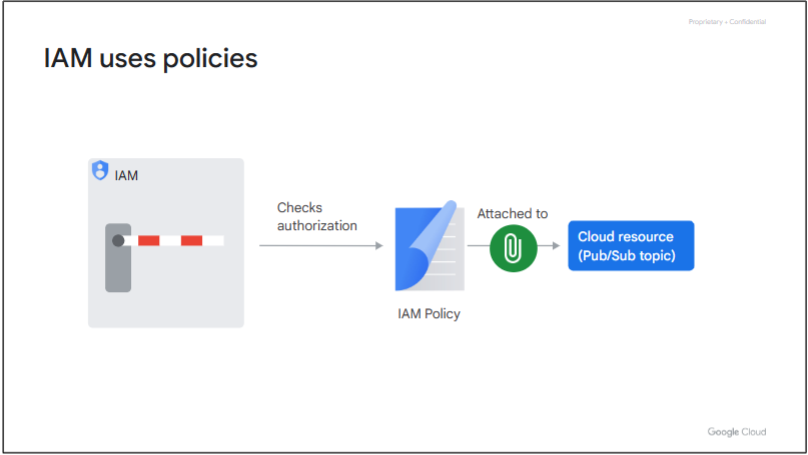 Proprietary + Confidential
IAM uses policies
IAM
Checks
authorization
Attached to
Cloud resource
(Pub/Sub topic)
IAM Policy
Google Cloud